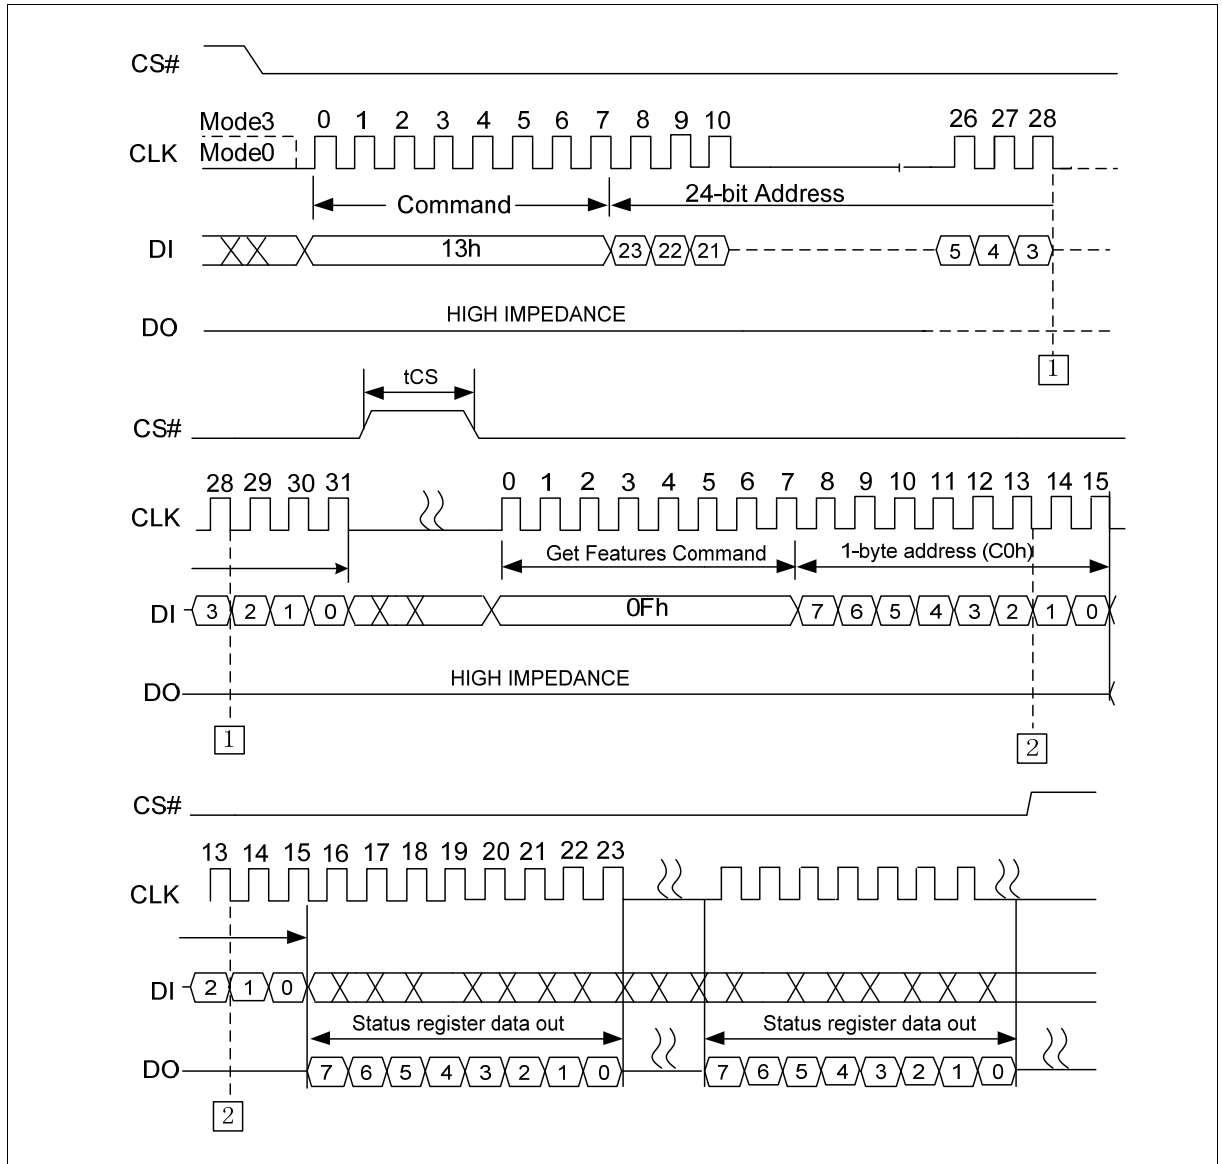 CS#
Mode3 0 1 2 3 4 5 6 7 8 9 10 26 27 28
CLK Mode0
Command 24-bit Address
DI 13h 23 22 21 5 4 3
HIGH IMPEDANCE
DO
1
tCS
CS#
28 29 30 31 0 1 2 3 4 5 6 7 8 9 10 11 12 13 14 15
CLK
Get Features Command 1-byte address (C0h)
DI 3 2 1 0 0Fh 7 6 5 4 3 2 1 0
HIGH IMPEDANCE
DO
1 2
CS#
13 14 15 16 17 18 19 20 21 22 23
CLK
DI 2 1 0
Status register data out Status register data out
DO 7 6 5 4 3 2 1 0 7 6 5 4 3 2 1 0
2